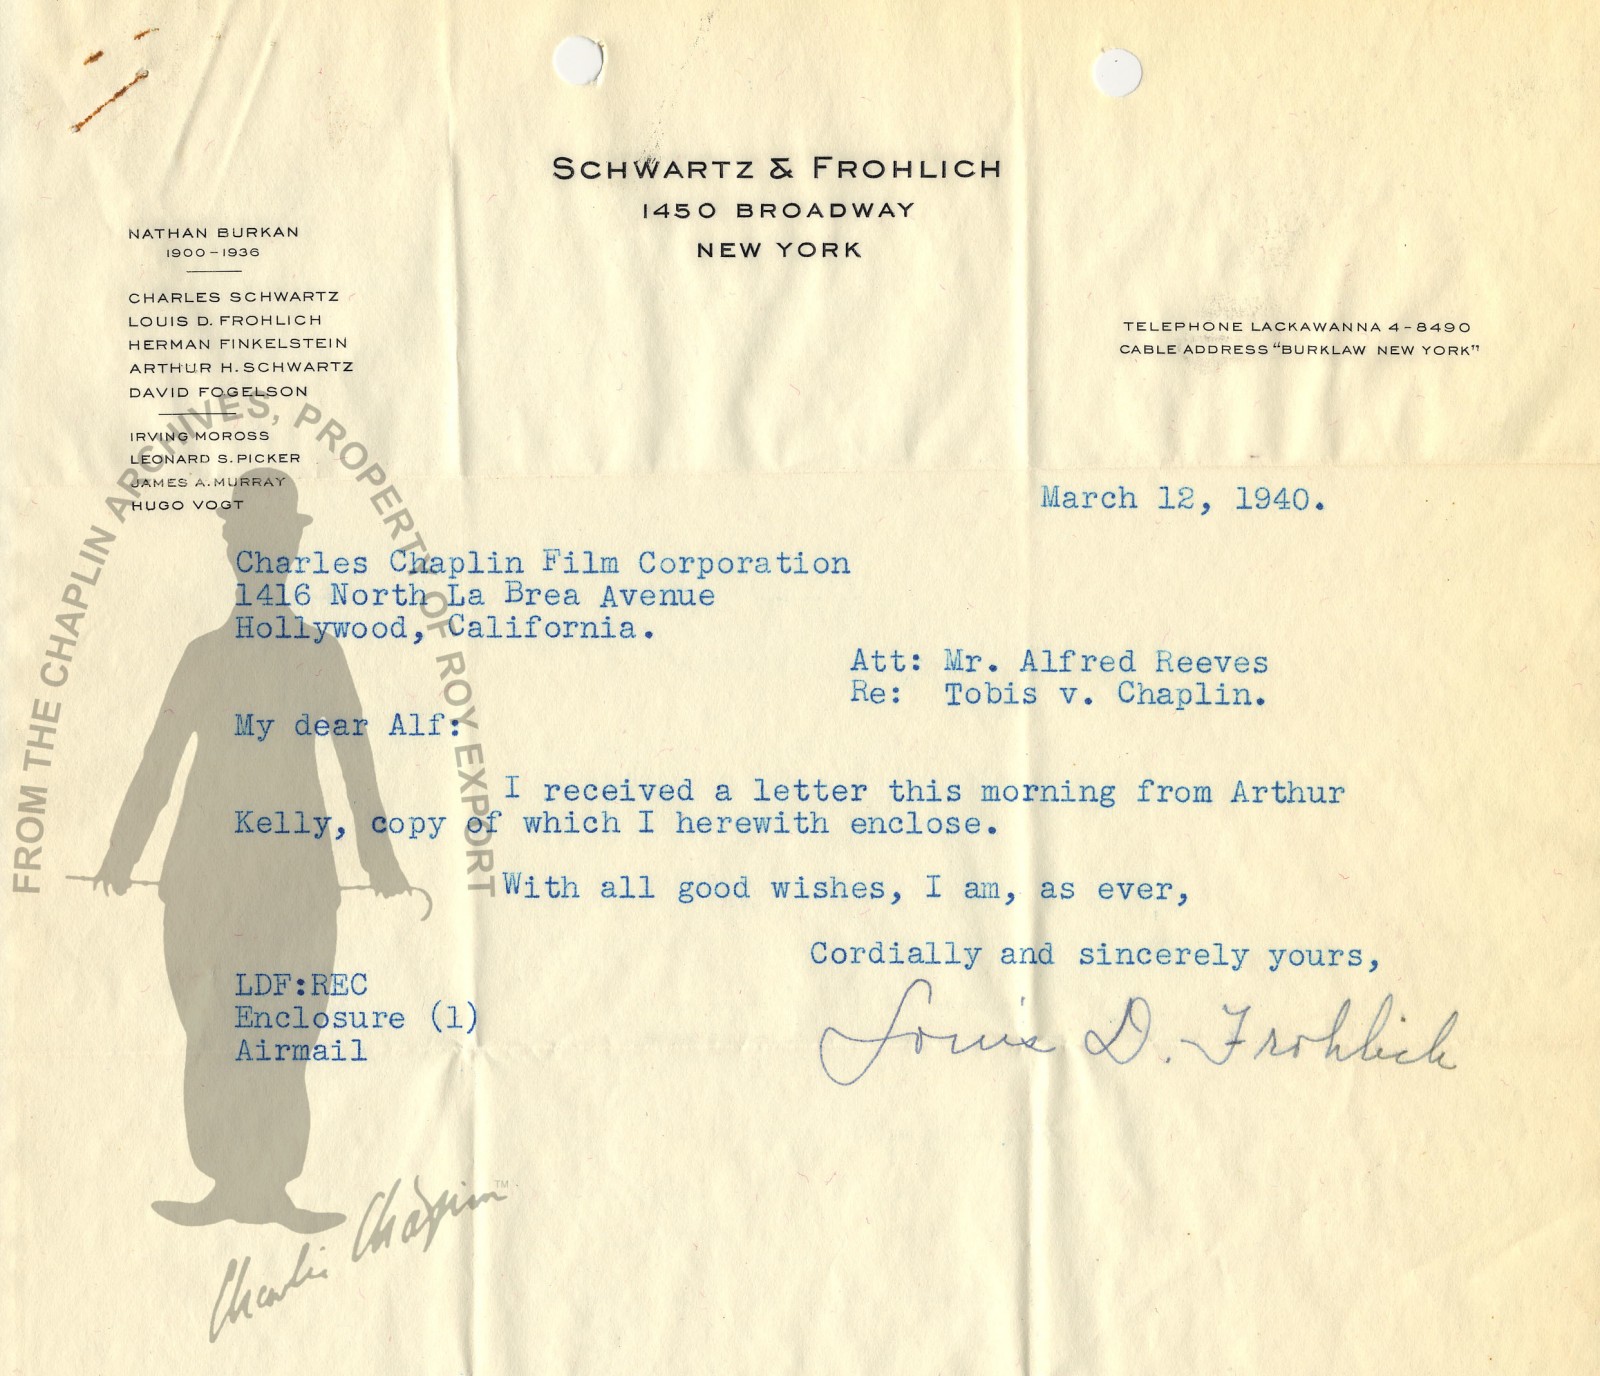 SCHWARTZ & FROHLICH
1450 BROADWAY
NEW YORK
NATHAN BURKAN
1900-1936
CHARLES SCHWARTZ
LOUIS D. FROHLICH
HERMAN FINKELSTEIN
ARTHUR H. SCHWARTZ
DAVID FOGELSON
IRVING MOROSS
LEONARD S. PICKER
JAMES A. MURRAY
HUGO VOGT
TELEPHONE LACKAWANNA 4-8490
CABLE ADDRESS "BURKLAW NEW YORK"
March 12, 1940.
Charles Chaplin Film Corporation
1416 North La Brea Avenue
Hollywood, California.
Att: Mr. Alfred Reeves
Re: Tobis v. Chaplin.
My dear Alf:
I received a letter this morning from Arthur
Kelly, copy of which I herewith enclose.
With all good wishes, I am, as ever,
Cordially and sincerely yours,
Louis D. Frohlich
LDF:REC
Enclosure (1)
Airmail
FROM THE CHAPLIN ARCHIVES, PROPERTY OF ROY EXPORT
Charlie Chaplin™